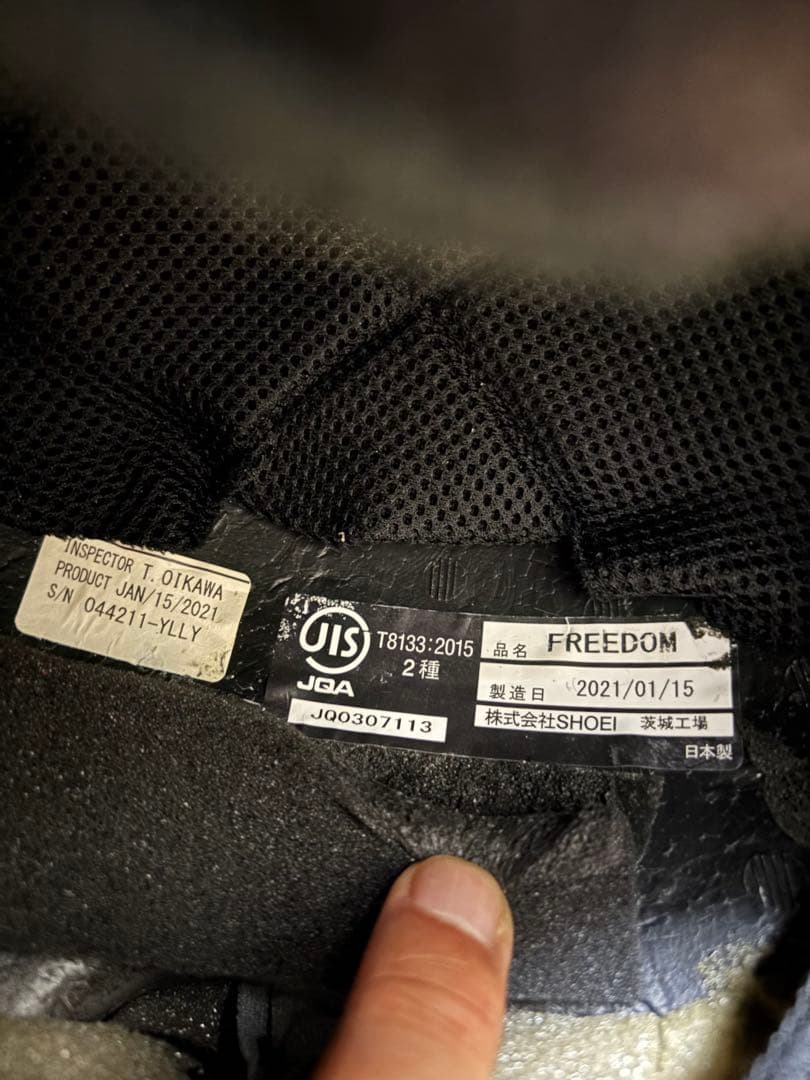 INSPECTOR T. OIKAWA
PRODUCT JAN/15/2021
S/N 044211-YLLY
JIS
T8133:2015
2種
JQA
JQ0307113
品名 FREEDOM
製造日 2021/01/15
株式会社SHOEI 茨城工場
日本製